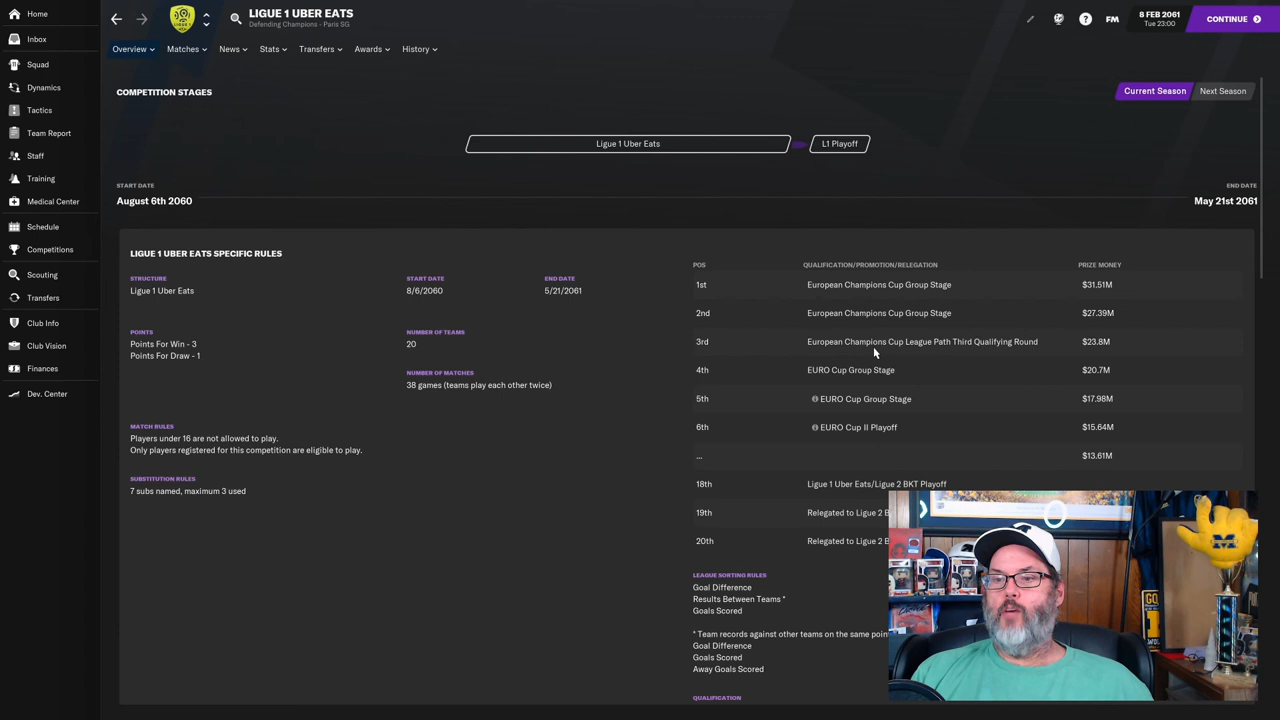 Home
Inbox
Squad
Dynamics
Tactics
Team Report
Staff
Training
Medical Center
Schedule
Competitions
Scouting
Transfers
Club Info
Club Vision
Finances
Dev. Center
LIGUE 1 UBER EATS
Defending Champions - Paris SG
FM
8 FEB 2061
Tue 23:00
CONTINUE
Overview
Matches
News
Stats
Transfers
Awards
History
COMPETITION STAGES
Current Season
Next Season
Ligue 1 Uber Eats
L1 Playoff
START DATE
August 6th 2060
END DATE
May 21st 2061
LIGUE 1 UBER EATS SPECIFIC RULES
STRUCTURE
Ligue 1 Uber Eats
START DATE
8/6/2060
END DATE
5/21/2061
POINTS
Points For Win - 3
Points For Draw - 1
NUMBER OF TEAMS
20
NUMBER OF MATCHES
38 games (teams play each other twice)
MATCH RULES
Players under 16 are not allowed to play.
Only players registered for this competition are eligible to play.
SUBSTITUTION RULES
7 subs named, maximum 3 used
POS QUALIFICATION/PROMOTION/RELEGATION PRIZE MONEY
1st European Champions Cup Group Stage $31.51M
2nd European Champions Cup Group Stage $27.39M
3rd European Champions Cup League Path Third Qualifying Round $23.8M
4th EURO Cup Group Stage $20.7M
5th EURO Cup Group Stage $17.98M
6th EURO Cup II Playoff $15.64M
... $13.61M
18th Ligue 1 Uber Eats/Ligue 2 BKT Playoff
19th Relegated to Ligue 2 B
20th Relegated to Ligue 2 B
LEAGUE SORTING RULES
Goal Difference
Results Between Teams *
Goals Scored
* Team records against other teams on the same poin
Goal Difference
Goals Scored
Away Goals Scored
QUALIFICATION